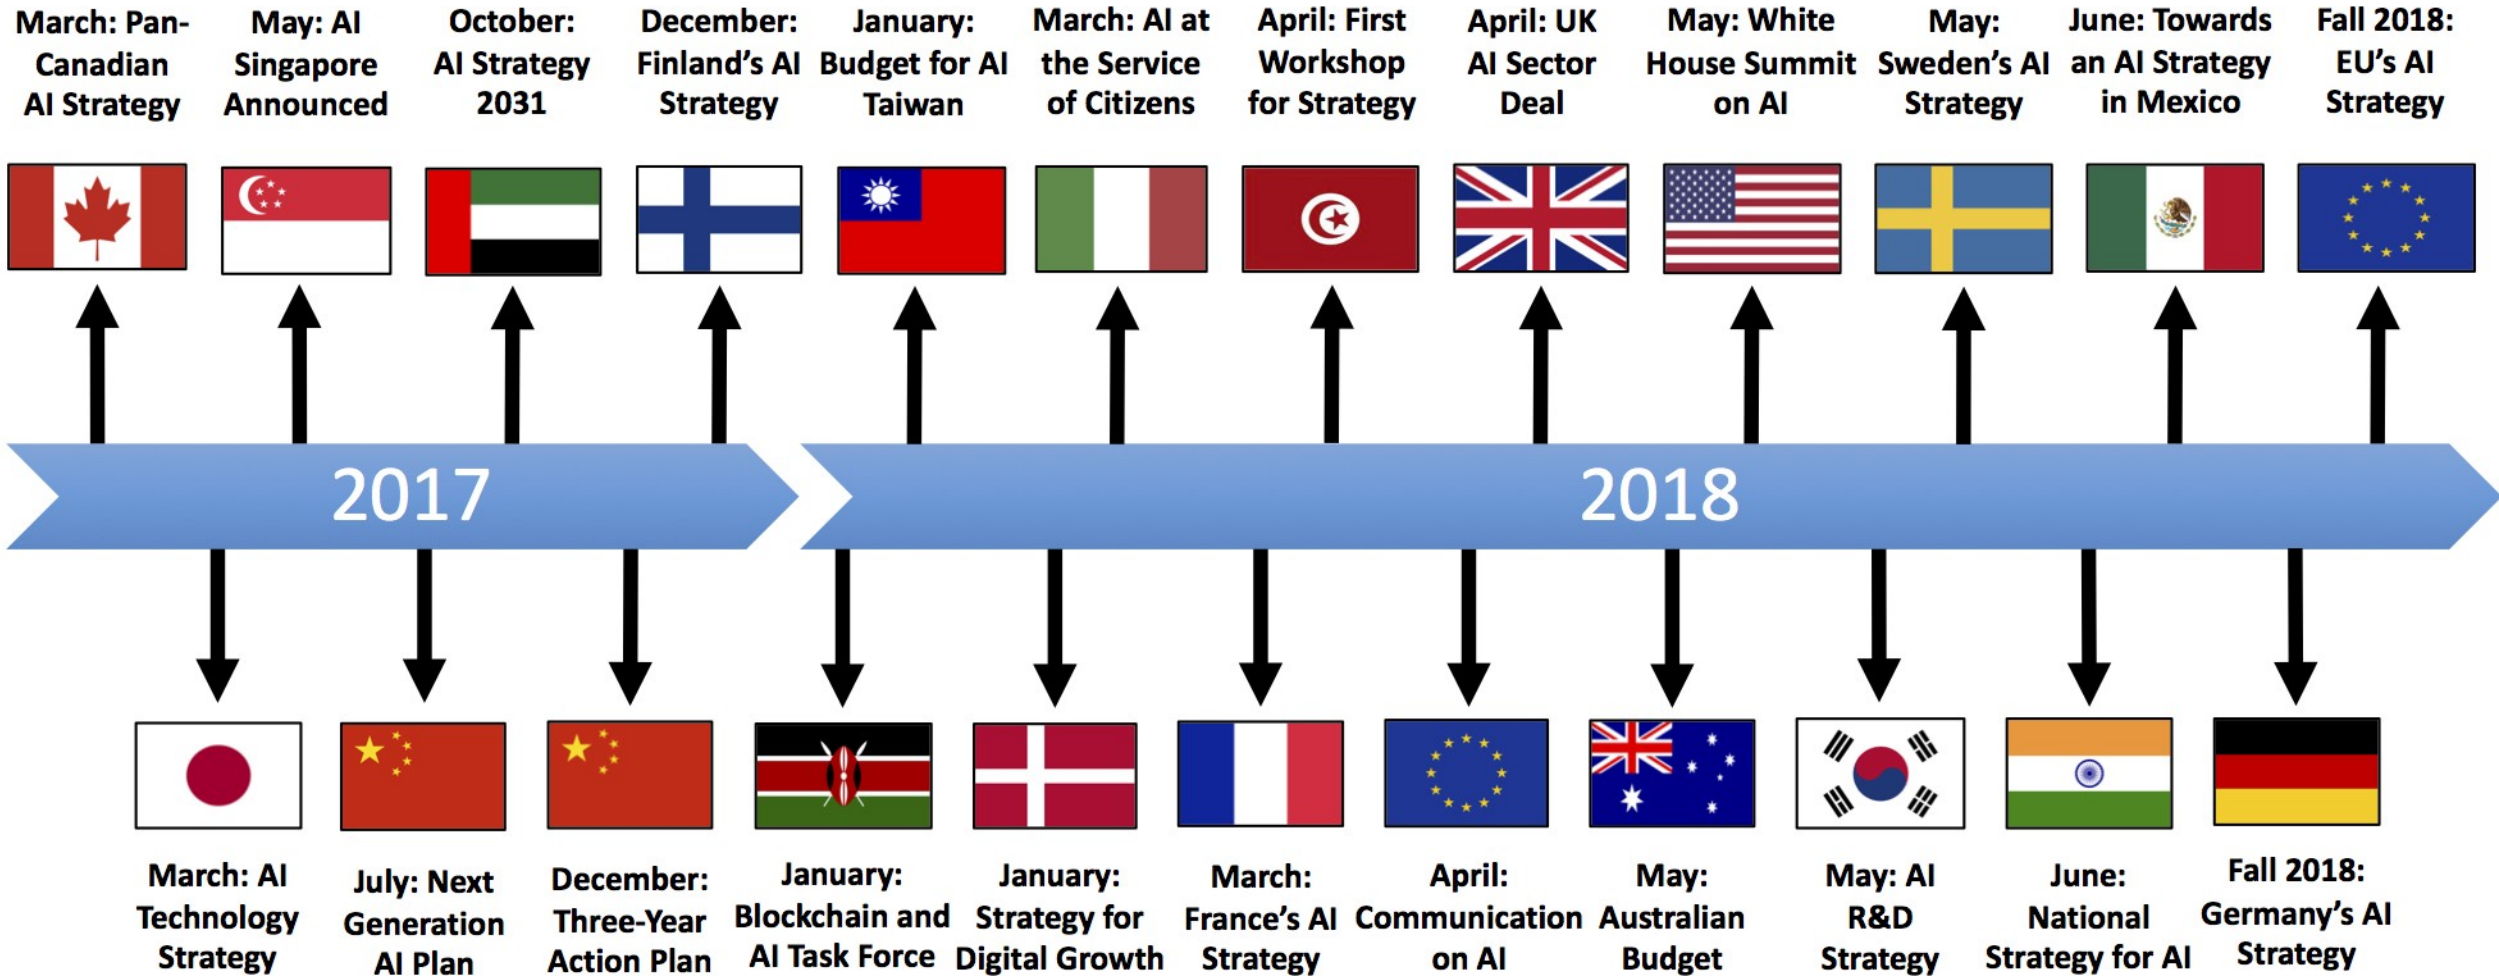 March: Pan-
Canadian
AI Strategy
May: AI
Singapore
Announced
October:
AI Strategy
2031
December:
Finland’s AI
Strategy
January:
Budget for AI
Taiwan
March: AI at
the Service
of Citizens
April: First
Workshop
for Strategy
April: UK
AI Sector
Deal
May: White
House Summit
on AI
May:
Sweden’s AI
Strategy
June: Towards
an AI Strategy
in Mexico
Fall 2018:
EU’s AI
Strategy
2017
2018
March: AI
Technology
Strategy
July: Next
Generation
AI Plan
December:
Three-Year
Action Plan
January:
Blockchain and
AI Task Force
January:
Strategy for
Digital Growth
March:
France’s AI
Strategy
April:
Communication
on AI
May:
Australian
Budget
May: AI
R&D
Strategy
June:
National
Strategy for AI
Fall 2018:
Germany’s AI
Strategy